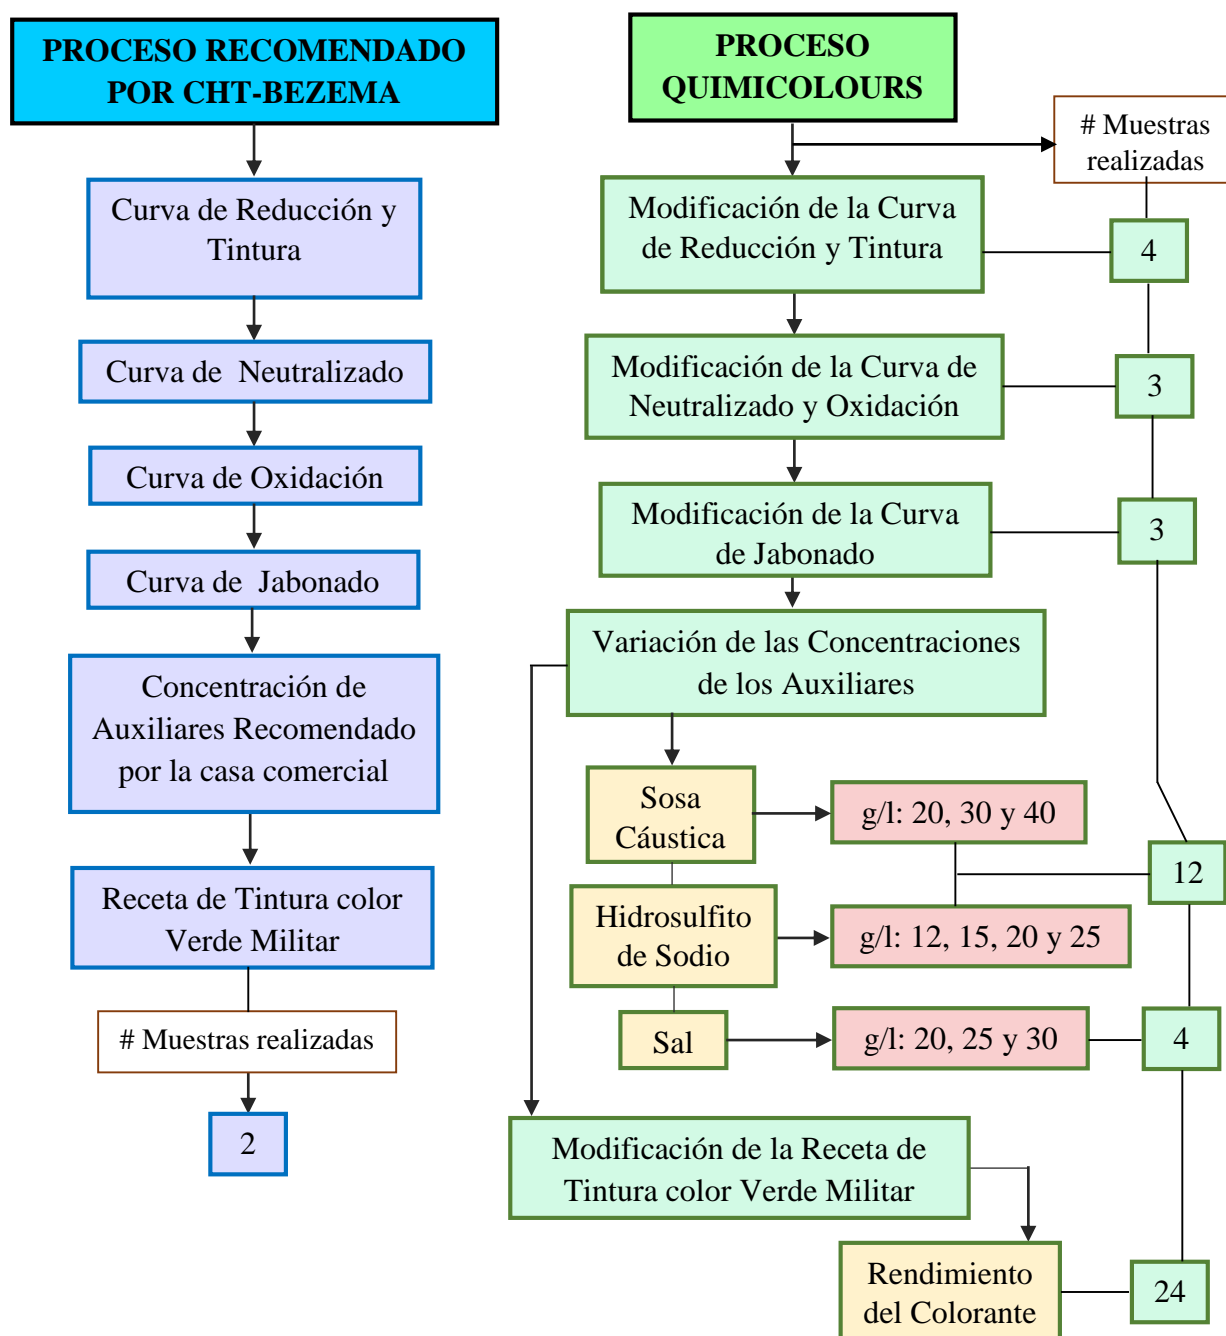 PROCESO RECOMENDADO
POR CHT-BEZEMA
Curva de Reducción y
Tintura
Curva de Neutralizado
Curva de Oxidación
Curva de Jabonado
Concentración de
Auxiliares Recomendado
por la casa comercial
Receta de Tintura color
Verde Militar
# Muestras realizadas
2
PROCESO
QUIMICOLOURS
# Muestras
realizadas
Modificación de la Curva
de Reducción y Tintura
4
Modificación de la Curva de
Neutralizado y Oxidación
3
Modificación de la Curva
de Jabonado
3
Variación de las Concentraciones
de los Auxiliares
Sosa
Cáustica
g/l: 20, 30 y 40
12
Hidrosulfito
de Sodio
g/l: 12, 15, 20 y 25
Sal
g/l: 20, 25 y 30
4
Modificación de la Receta de
Tintura color Verde Militar
Rendimiento
del Colorante
24